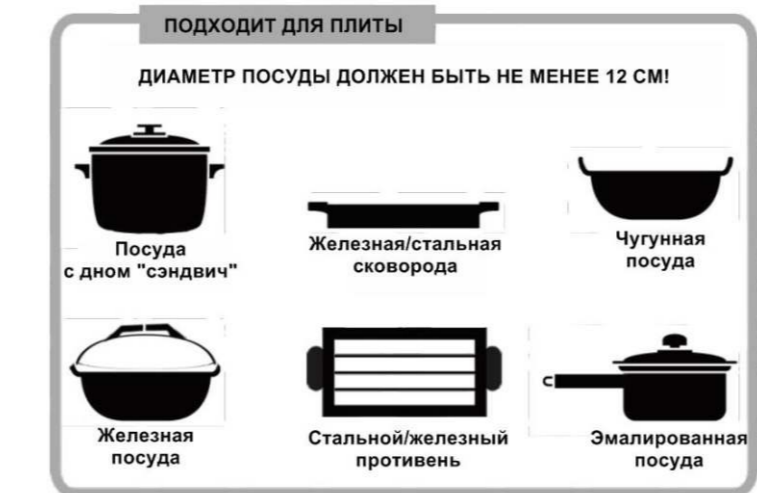 ПОДХОДИТ ДЛЯ ПЛИТЫ
ДИАМЕТР ПОСУДЫ ДОЛЖЕН БЫТЬ НЕ МЕНЕЕ 12 СМ!
Посуда
с дном "сэндвич"
Железная/стальная
сковорода
Чугунная
посуда
Железная
посуда
Стальной/железный
противень
Эмалированная
посуда